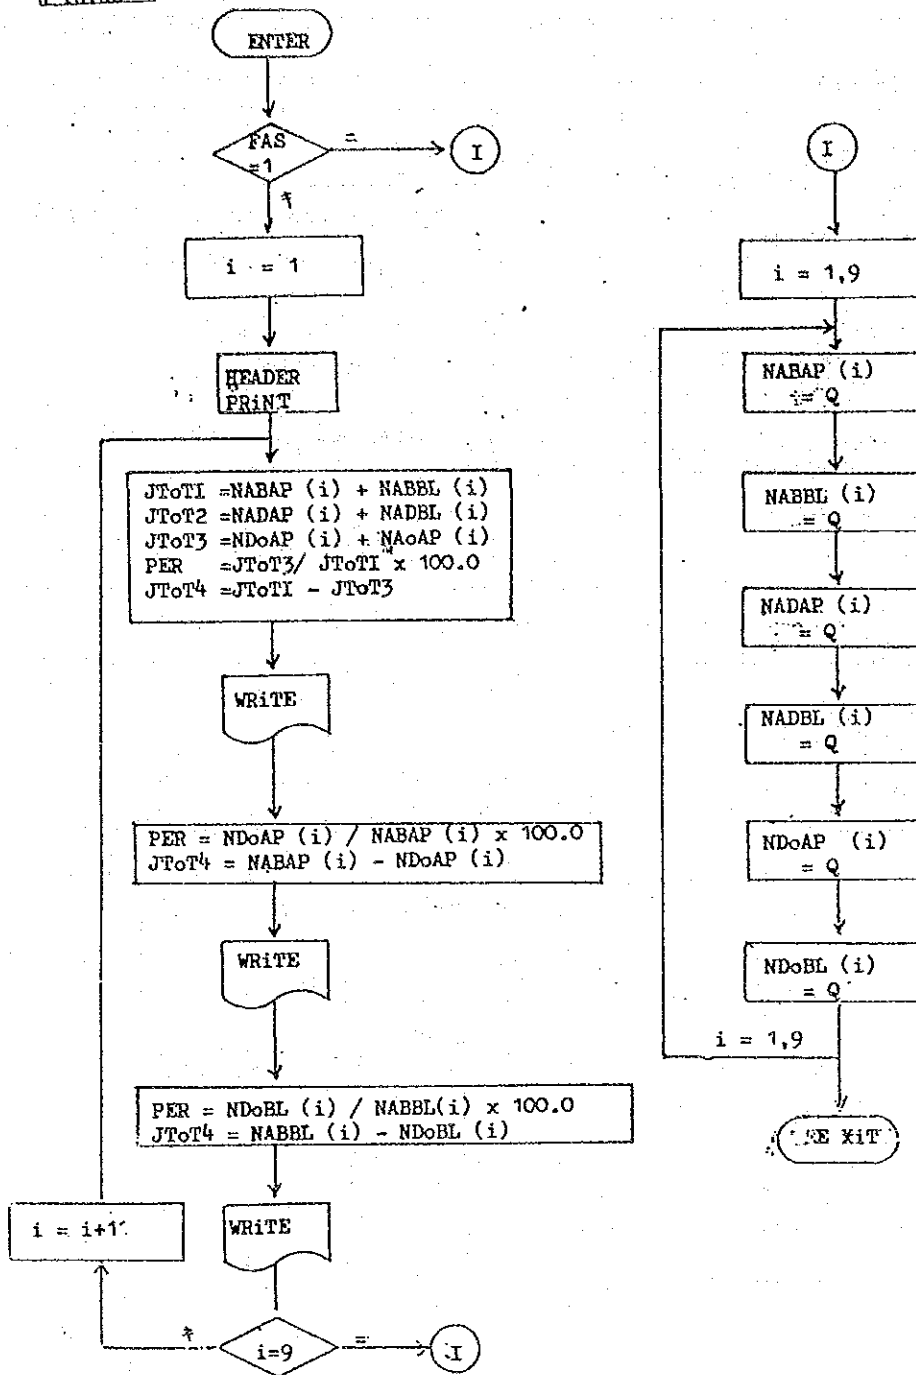 ENTER
FAS
=1
=
I
≠
i = 1
HEADER
PRiNT
JToTI =NABAP (i) + NABBL (i)
JToT2 =NADAP (i) + NADBL (i)
JToT3 =NDoAP (i) + NAoAP (i)
PER =JToT3/ JToTI x 100.0
JToT4 =JToTI - JToT3
WRiTE
PER = NDoAP (i) / NABAP (i) x 100.0
JToT4 = NABAP (i) - NDoAP (i)
WRiTE
PER = NDoBL (i) / NABBL(i) x 100.0
JToT4 = NABBL (i) - NDoBL (i)
WRiTE
i = i+1
≠
i=9
=
I
I
i = 1,9
NABAP (i)
= Q
NABBL (i)
= Q
NADAP (i)
= Q
NADBL (i)
= Q
NDoAP (i)
= Q
NDoBL (i)
= Q
i = 1,9
XiT